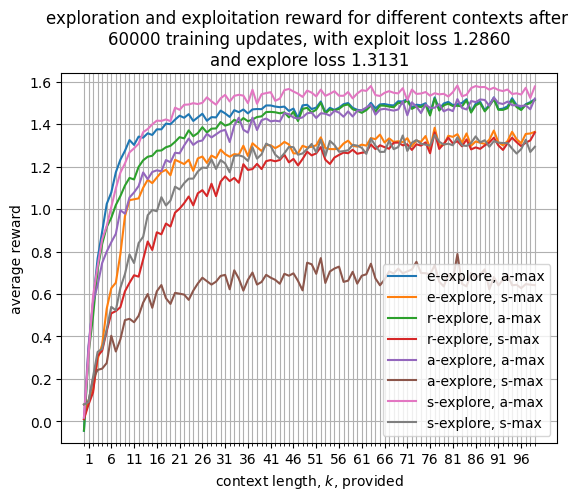 exploration and exploitation reward for different contexts after
60000 training updates, with exploit loss 1.2860
and explore loss 1.3131
1.6
1.4
1.2
1.0
0.8
0.6
0.4
0.2
0.0
average reward
e-explore, a-max
e-explore, s-max
r-explore, a-max
r-explore, s-max
a-explore, a-max
a-explore, s-max
s-explore, a-max
s-explore, s-max
1 6 11 16 21 26 31 36 41 46 51 56 61 66 71 76 81 86 91 96
context length, k, provided